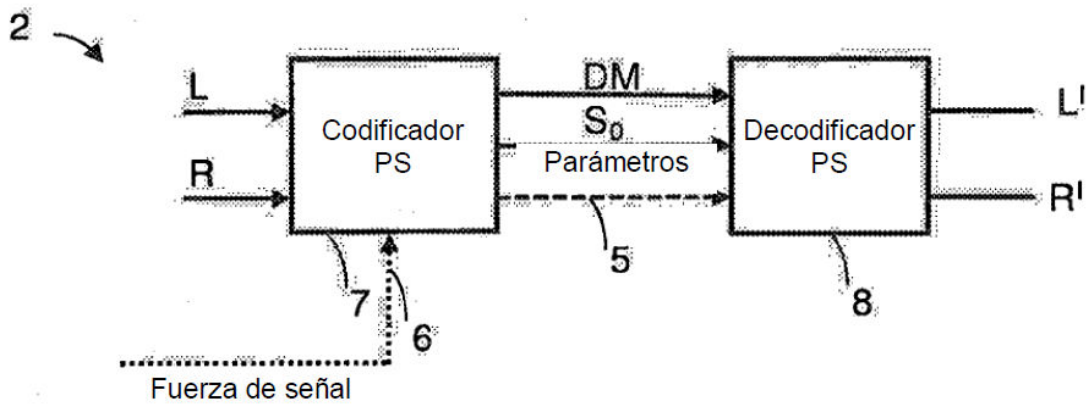 2
L
R
Codificador
PS
DM
S₀
Parámetros
Decodificador
PS
L'
R'
5
7
6
8
Fuerza de señal